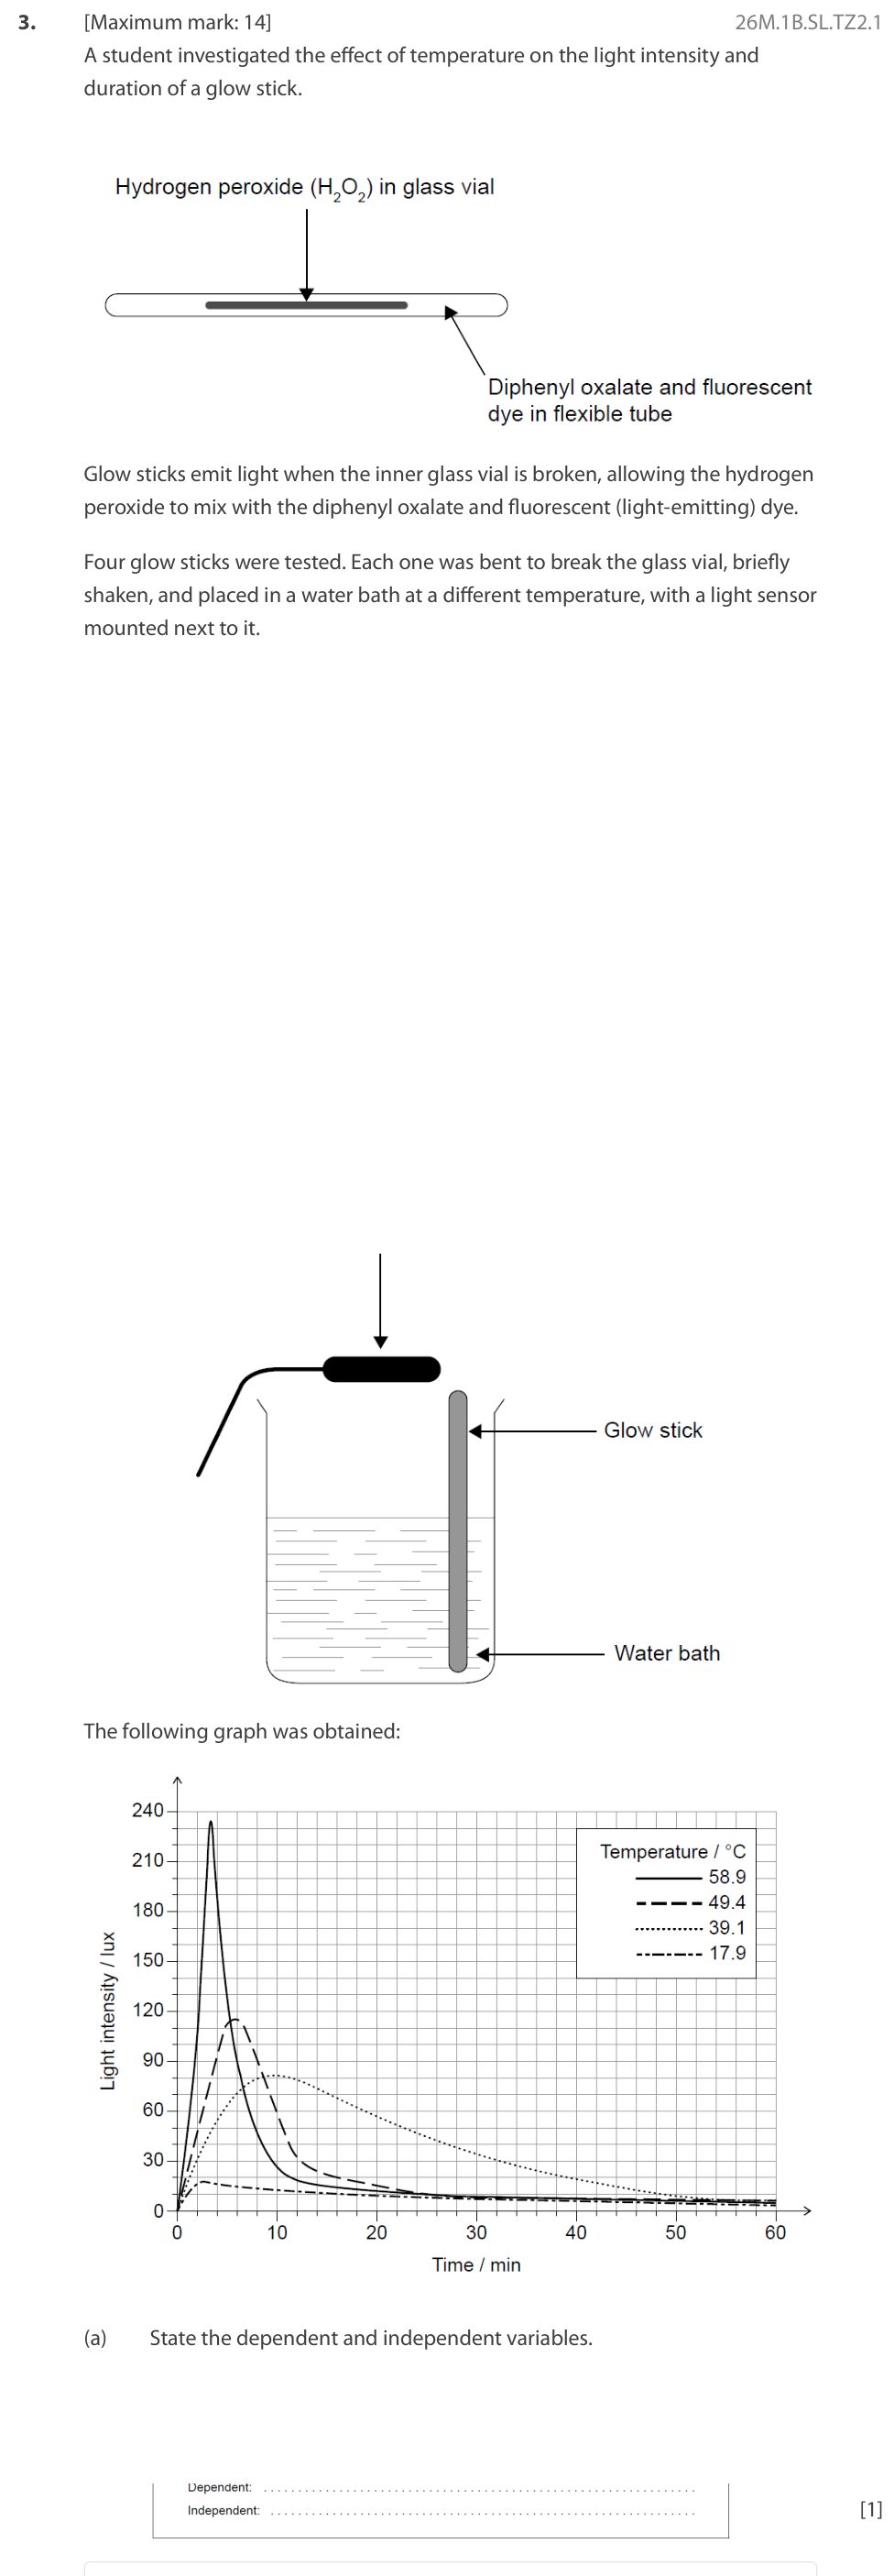 3. [Maximum mark: 14] 26M.1B.SL.TZ2.1
A student investigated the effect of temperature on the light intensity and
duration of a glow stick.
Hydrogen peroxide (H₂O₂) in glass vial
Diphenyl oxalate and fluorescent
dye in flexible tube
Glow sticks emit light when the inner glass vial is broken, allowing the hydrogen
peroxide to mix with the diphenyl oxalate and fluorescent (light-emitting) dye.
Four glow sticks were tested. Each one was bent to break the glass vial, briefly
shaken, and placed in a water bath at a different temperature, with a light sensor
mounted next to it.
Glow stick
Water bath
The following graph was obtained:
240
210
180
150
120
90
60
30
0
Light intensity / lux
Temperature / °C
58.9
49.4
39.1
17.9
0 10 20 30 40 50 60
Time / min
(a) State the dependent and independent variables.
Dependent: ................................................................
Independent: ............................................................... [1]